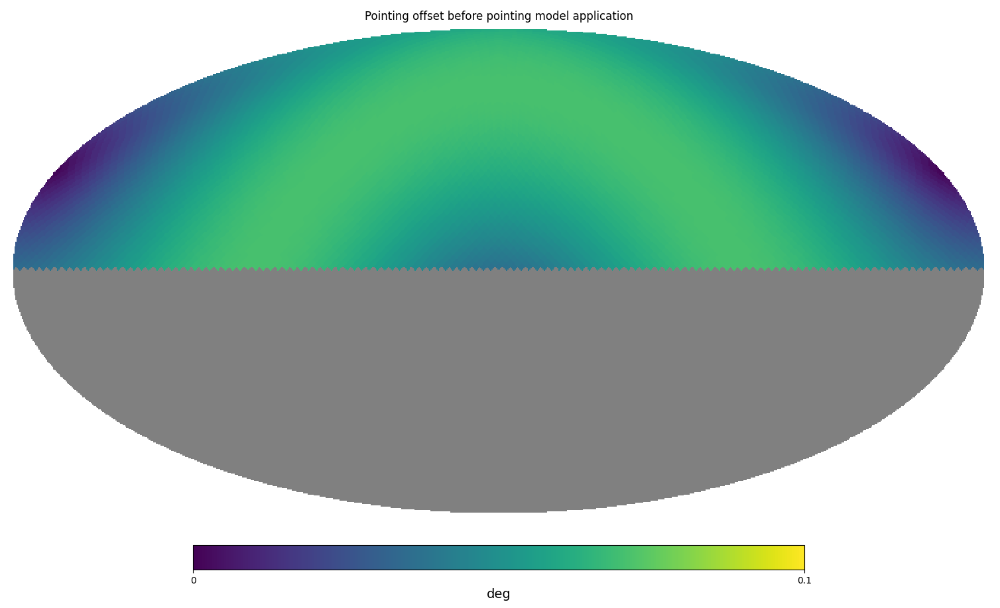 Pointing offset before pointing model application
0 0.1
deg